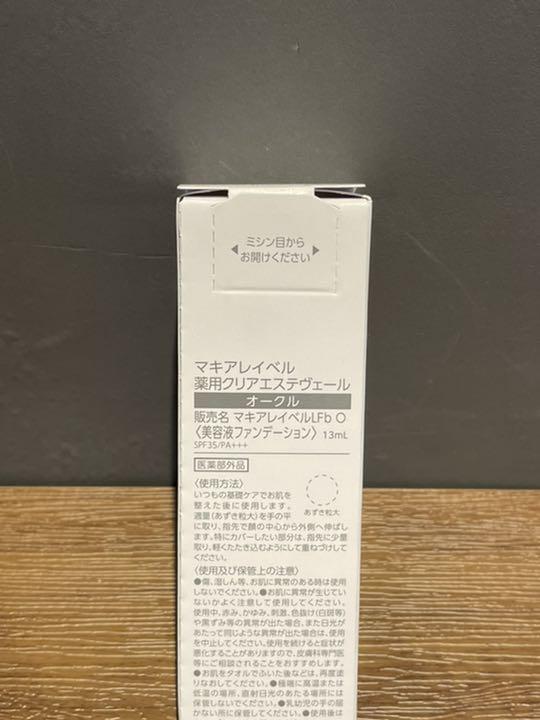 ミシン目から
お開けください
マキアレイベル
薬用クリアエステヴェール
オークル
販売名 マキアレイベルLFb O
〈美容液ファンデーション〉 13mL
SPF35/PA+++
医薬部外品
〈使用方法〉
いつもの基礎ケアでお肌を
整えた後に使用します。
適量(あずき粒大)を手の平
に取り、指先で顔の中心から外側へ伸ばし
ます。特にカバーしたい部分は、指先に少量
取り、軽くたたき込むようにして重ねづけして
ください。
あずき粒大
〈使用及び保管上の注意〉
●傷、湿しん等、お肌に異常のある時は使用
しないでください。●お肌に異常が生じてい
ないかよく注意して使用してください。
使用中、赤み、かゆみ、刺激、色抜け(白斑等)
や黒ずみ等の異常が出た場合、また日光が
あたって同じような異常が出た場合は、使用
を中止してください。使用を続けると症状が
悪化することがありますので、皮膚科専門医
等にご相談されることをおすすめします。
●お肌をタオルでふいた後などは、再度塗
りなおしてください。●極端に高温または
低温の場所、直射日光のあたる場所には
保管しないでください。●乳幼児の手の届
かない所に保管してください。●使用後は